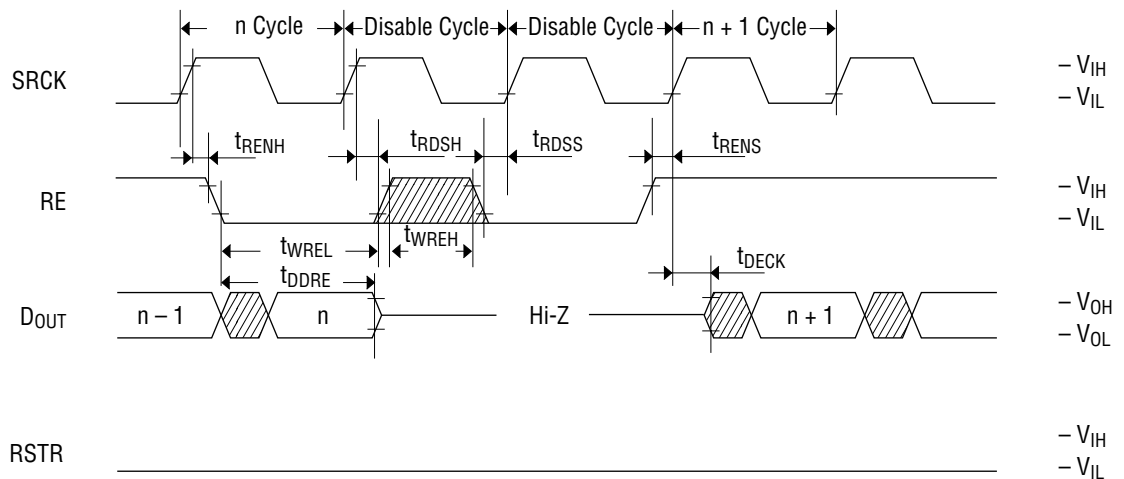 n Cycle Disable Cycle Disable Cycle n + 1 Cycle
SRCK
– VIH
– VIL
tRENH tRDSH tRDSS tRENS
RE
– VIH
– VIL
tWREL tWREH
tDDRE
tDECK
DOUT
n – 1 n Hi-Z n + 1
– VOH
– VOL
RSTR
– VIH
– VIL